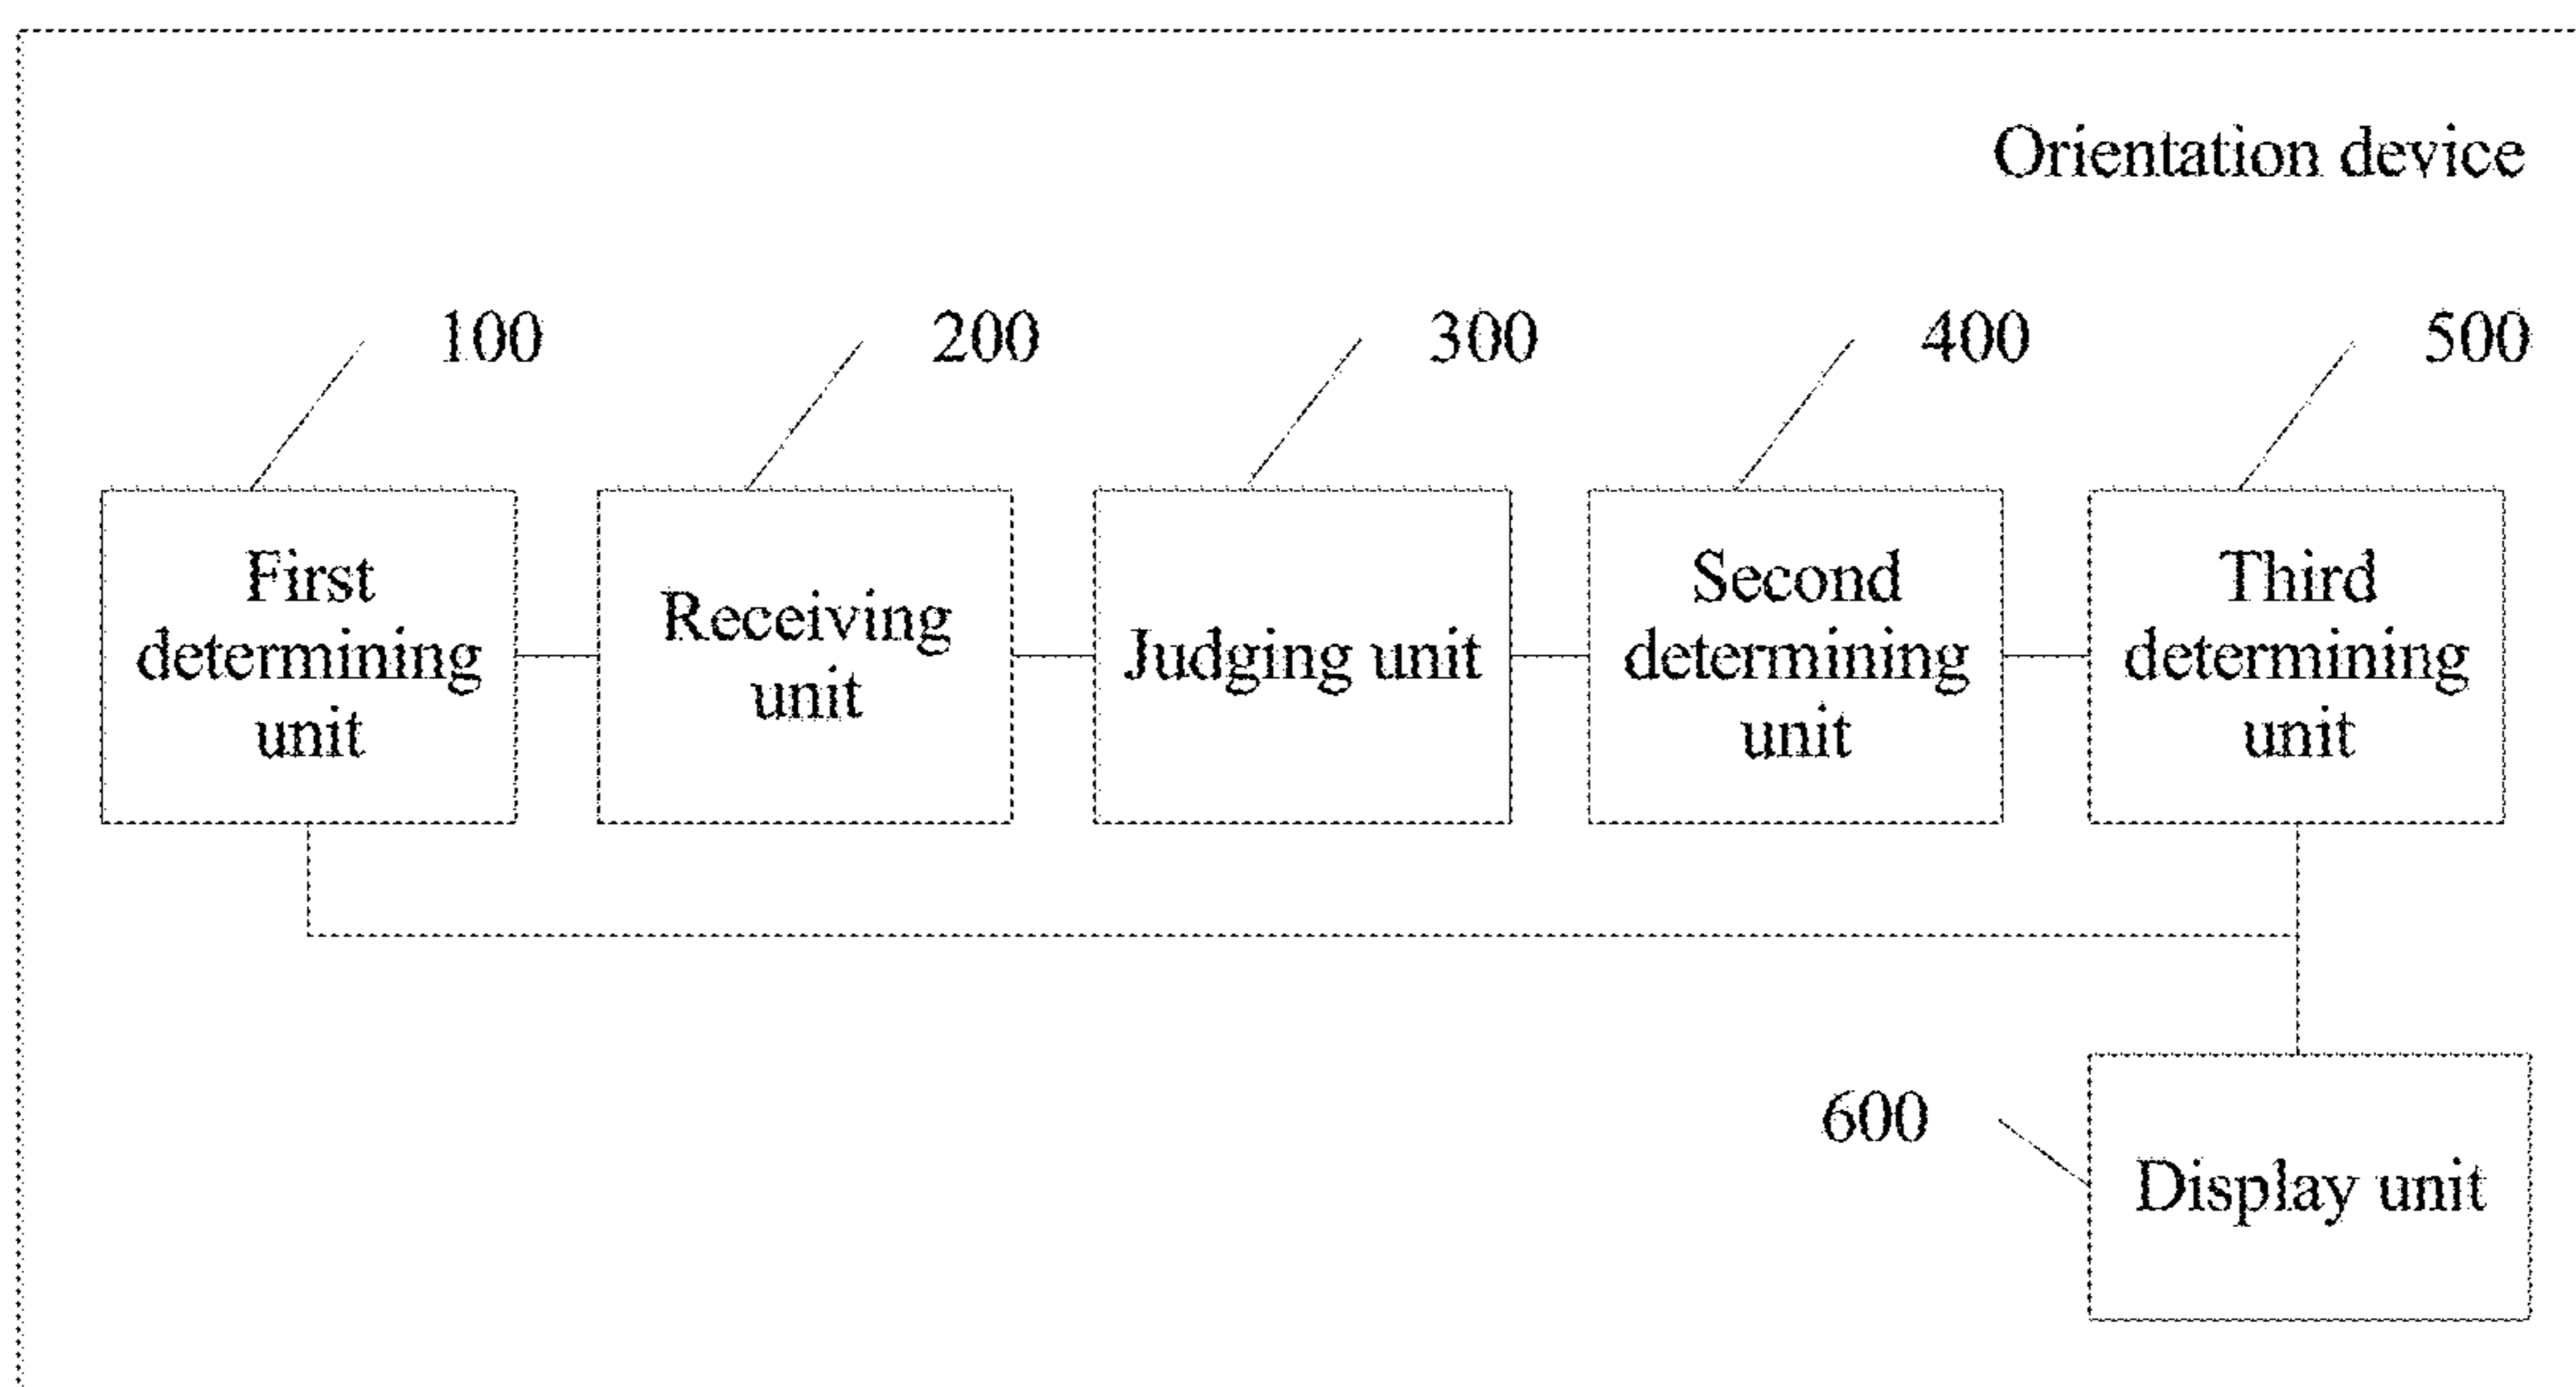 Orientation device
100
200
300
400
500
First
determining
unit
Receiving
unit
Judging unit
Second
determining
unit
Third
determining
unit
600
Display unit